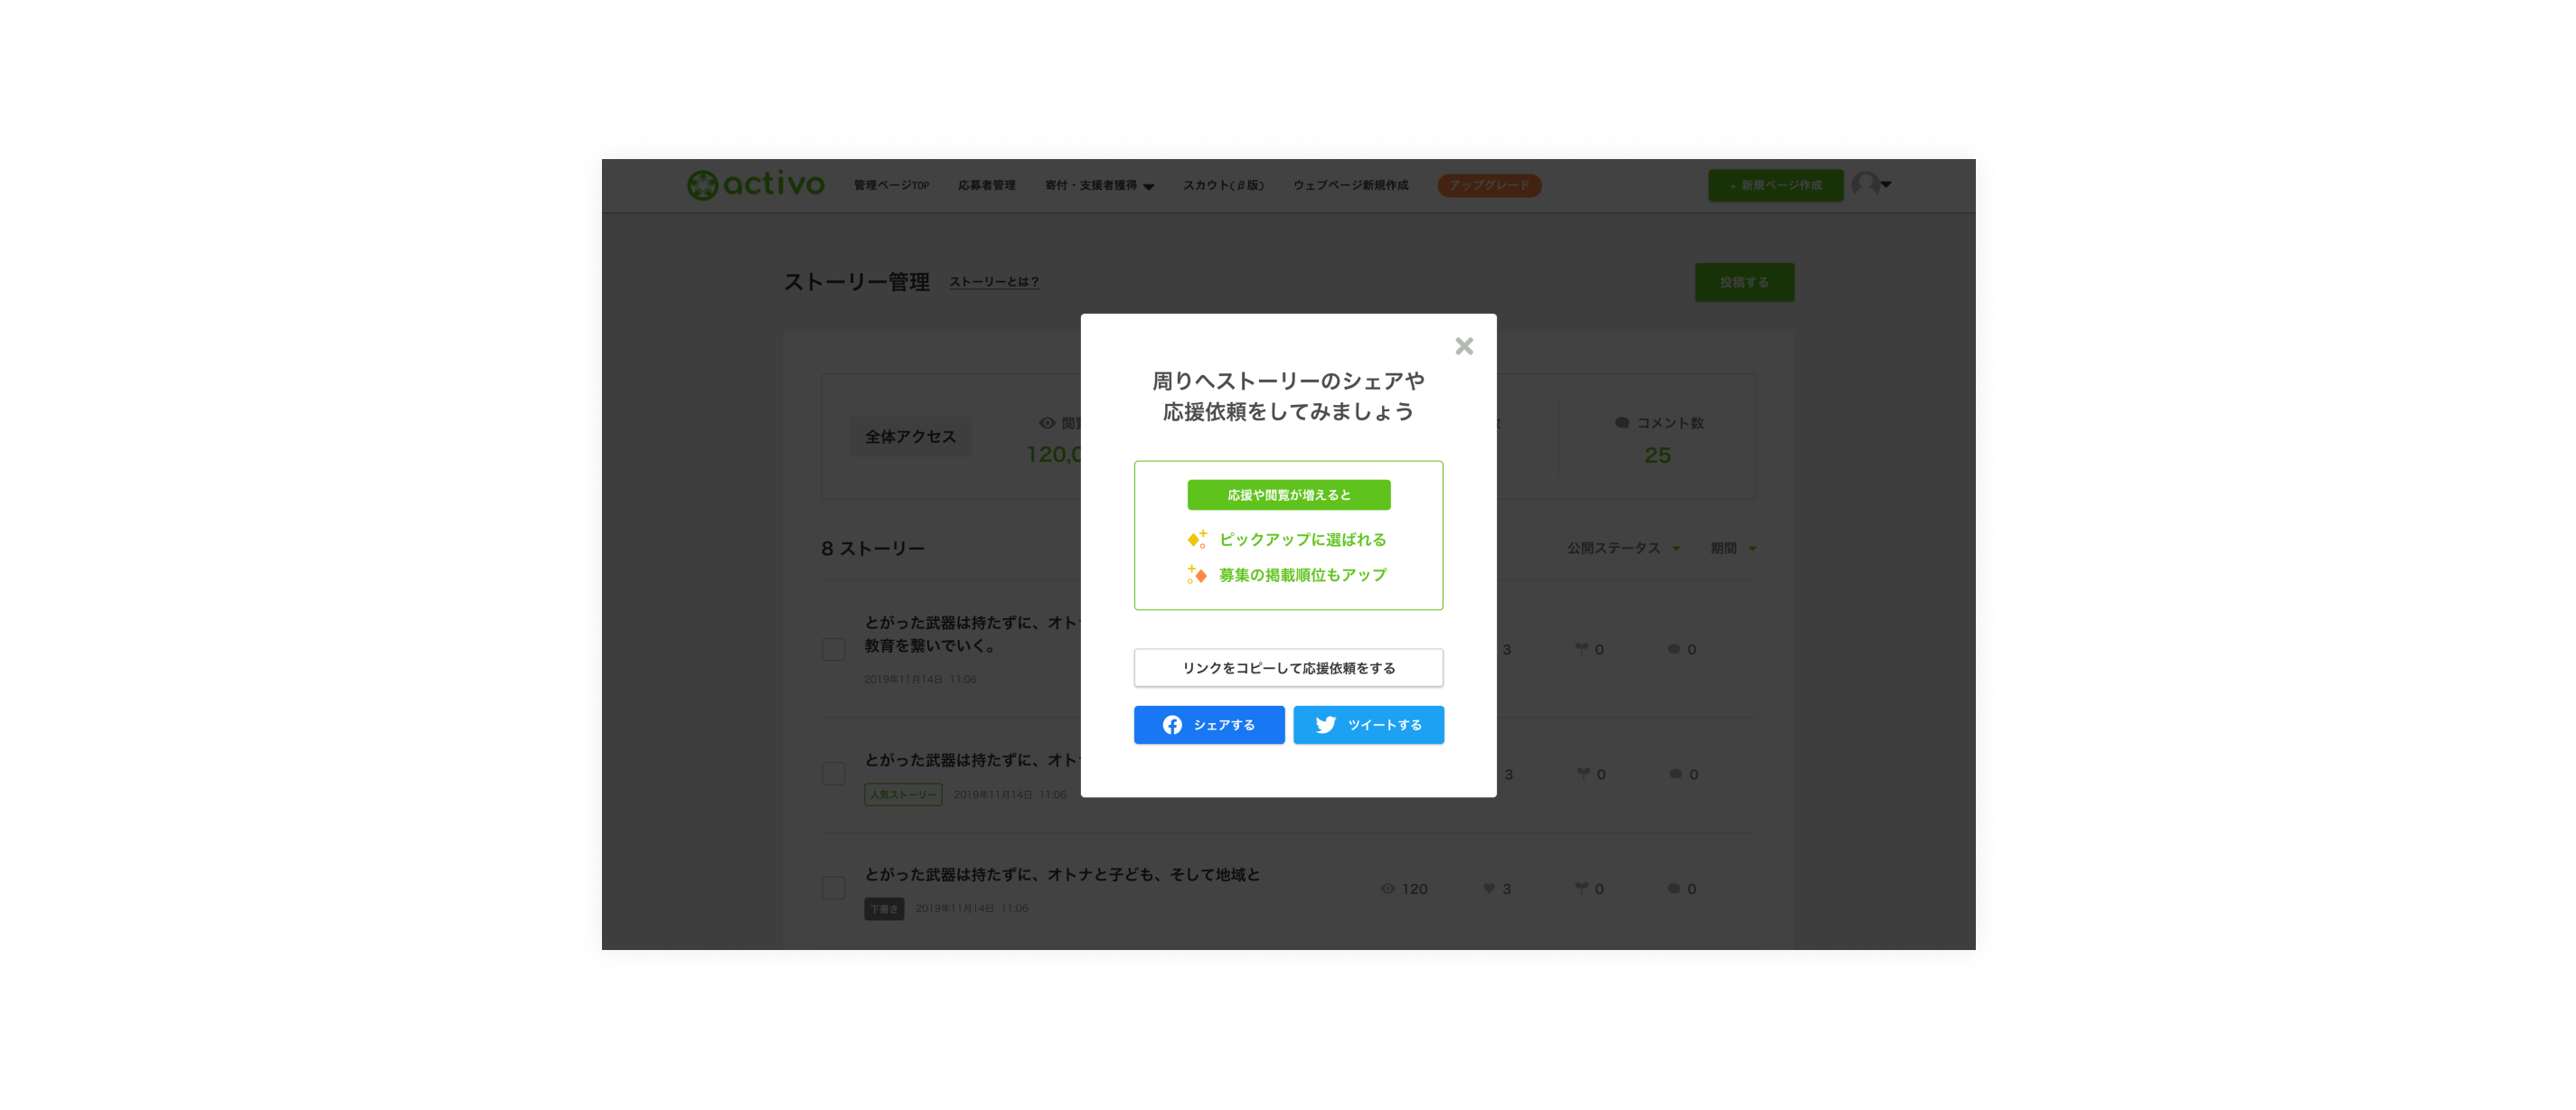 activo
管理ページTOP
応募者管理
寄付・支援者獲得
スカウト(β版)
ウェブページ新規作成
アップグレード
+ 新規ページ作成
ストーリー管理
ストーリーとは？
投稿する
周りへストーリーのシェアや
応援依頼をしてみましょう
応援や閲覧が増えると
ピックアップに選ばれる
募集の掲載順位もアップ
リンクをコピーして応援依頼をする
シェアする
ツイートする
全体アクセス
コメント数
25
8 ストーリー
公開ステータス
期間
とがった武器は持たずに、オト
教育を繋いでいく。
2019年11月14日 11:06
3
0
0
とがった武器は持たずに、オト
人気ストーリー
2019年11月14日 11:06
3
0
0
とがった武器は持たずに、オトナと子ども、そして地域と
下書き
2019年11月14日 11:06
120
3
0
0